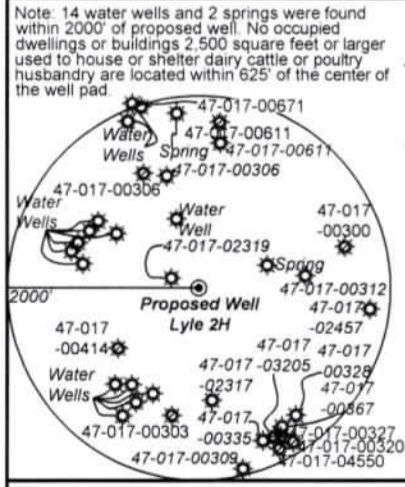 Note: 14 water wells and 2 springs were found
within 2000' of proposed well. No occupied
dwellings or buildings 2,500 square feet or larger
used to house or shelter dairy cattle or poultry
husbandry are located within 625' of the center of
the well pad.
47-017-00671
Water
Wells
47-017-00611
Spring
47-017-00611
47-017-00306
47-017-00306
Water
Wells
Water
Well
47-017
-00300
47-017-02319
Spring
2000'
Proposed Well
Lyle 2H
47-017-00312
47-017
-02457
47-017
-00414
47-017
-03205
47-017
-00328
47-017
-02317
47-017
-00367
Water
Wells
47-017
-00335
47-017-00303
47-017-00327
47-017-00320
47-017-00309
47-017-04550